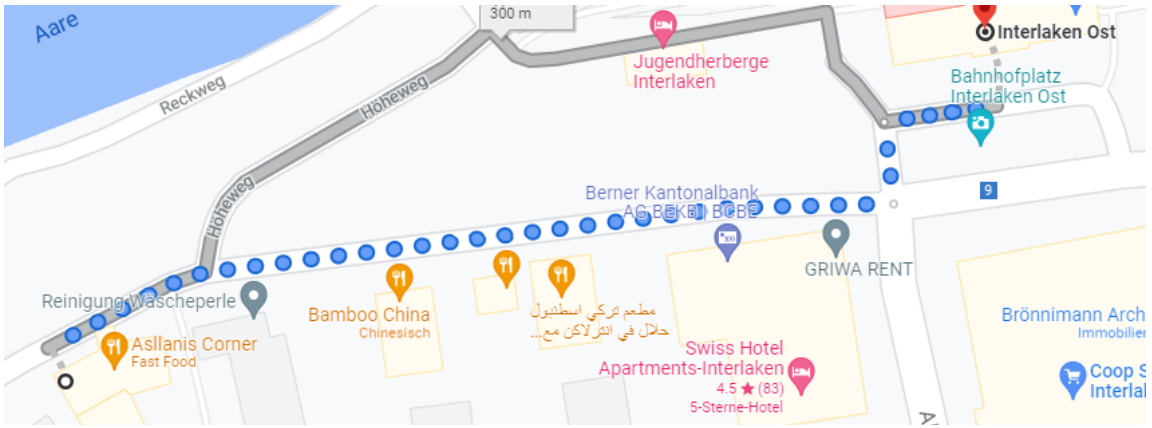 Aare
300 m
Reckweg
Höheweg
Höheweg
Jugendherberge
Interlaken
Interlaken Ost
Bahnhofplatz
Interlaken Ost
9
Berner Kantonalbank
AG BEKB | BCBE
GRIWA RENT
Reinigung Wäscheperle
Bamboo China
Chinesisch
مطعم تركي اسطنبول
حلال في انترلاكن مع...
Asllanis Corner
Fast Food
Swiss Hotel
Apartments-Interlaken
4.5 ★ (83)
5-Sterne-Hotel
Brönnimann Arch
Immobilier
Coop S
Interla